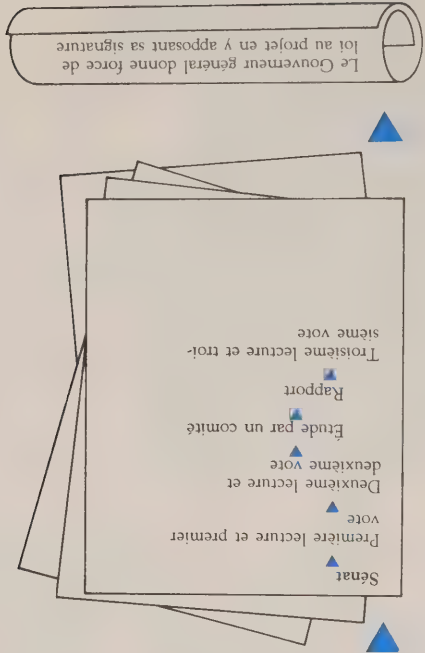 Sénat
Première lecture et premier
vote
Deuxième lecture et
deuxième vote
Étude par un comité
Rapport
Troisième lecture et troi-
sième vote
Le Gouverneur général donne force de
loi au projet en y apposant sa signature